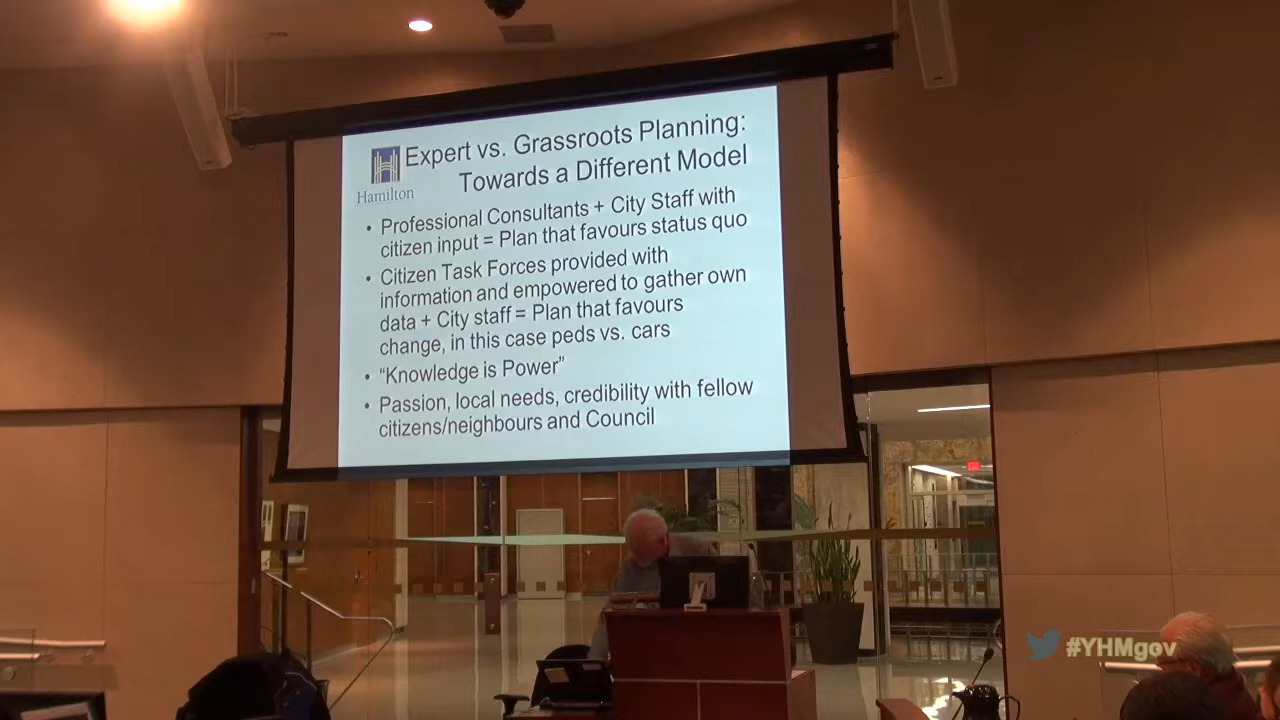 Expert vs. Grassroots Planning:
Towards a Different Model
Hamilton
• Professional Consultants + City Staff with
citizen input = Plan that favours status quo
• Citizen Task Forces provided with
information and empowered to gather own
data + City staff = Plan that favours
change, in this case peds vs. cars
• “Knowledge is Power”
• Passion, local needs, credibility with fellow
citizens/neighbours and Council
#YHMgov